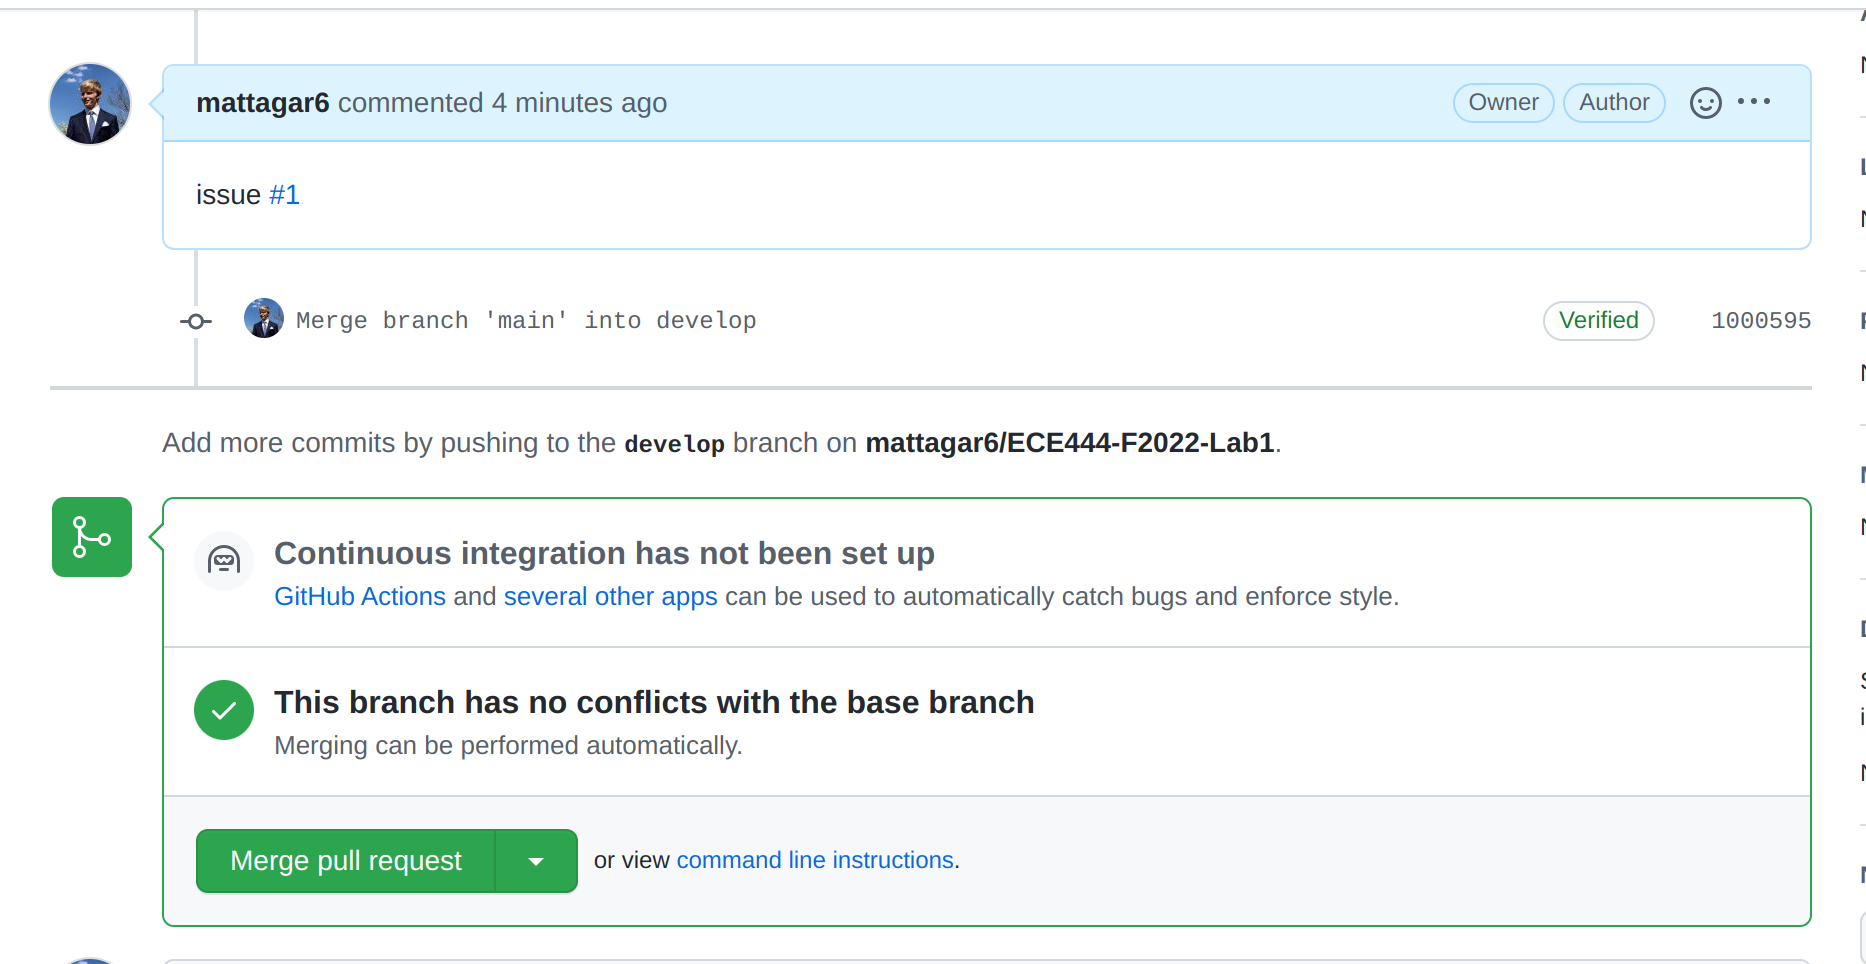 mattagar6 commented 4 minutes ago Owner Author
issue #1
Merge branch 'main' into develop Verified 1000595
Add more commits by pushing to the develop branch on mattagar6/ECE444-F2022-Lab1.
Continuous integration has not been set up
GitHub Actions and several other apps can be used to automatically catch bugs and enforce style.
This branch has no conflicts with the base branch
Merging can be performed automatically.
Merge pull request or view command line instructions.